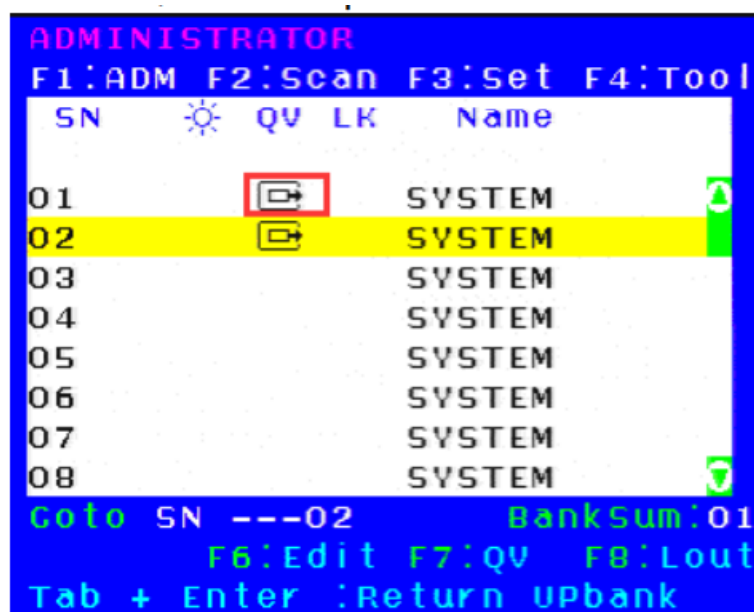 ADMINISTRATOR
F1:ADM F2:Scan F3:Set F4:Tool
SN QV LK Name
01 SYSTEM
02 SYSTEM
03 SYSTEM
04 SYSTEM
05 SYSTEM
06 SYSTEM
07 SYSTEM
08 SYSTEM
Goto SN ---02 BankSum:01
F6:Edit F7:QV F8:Lout
Tab + Enter :Return UPbank